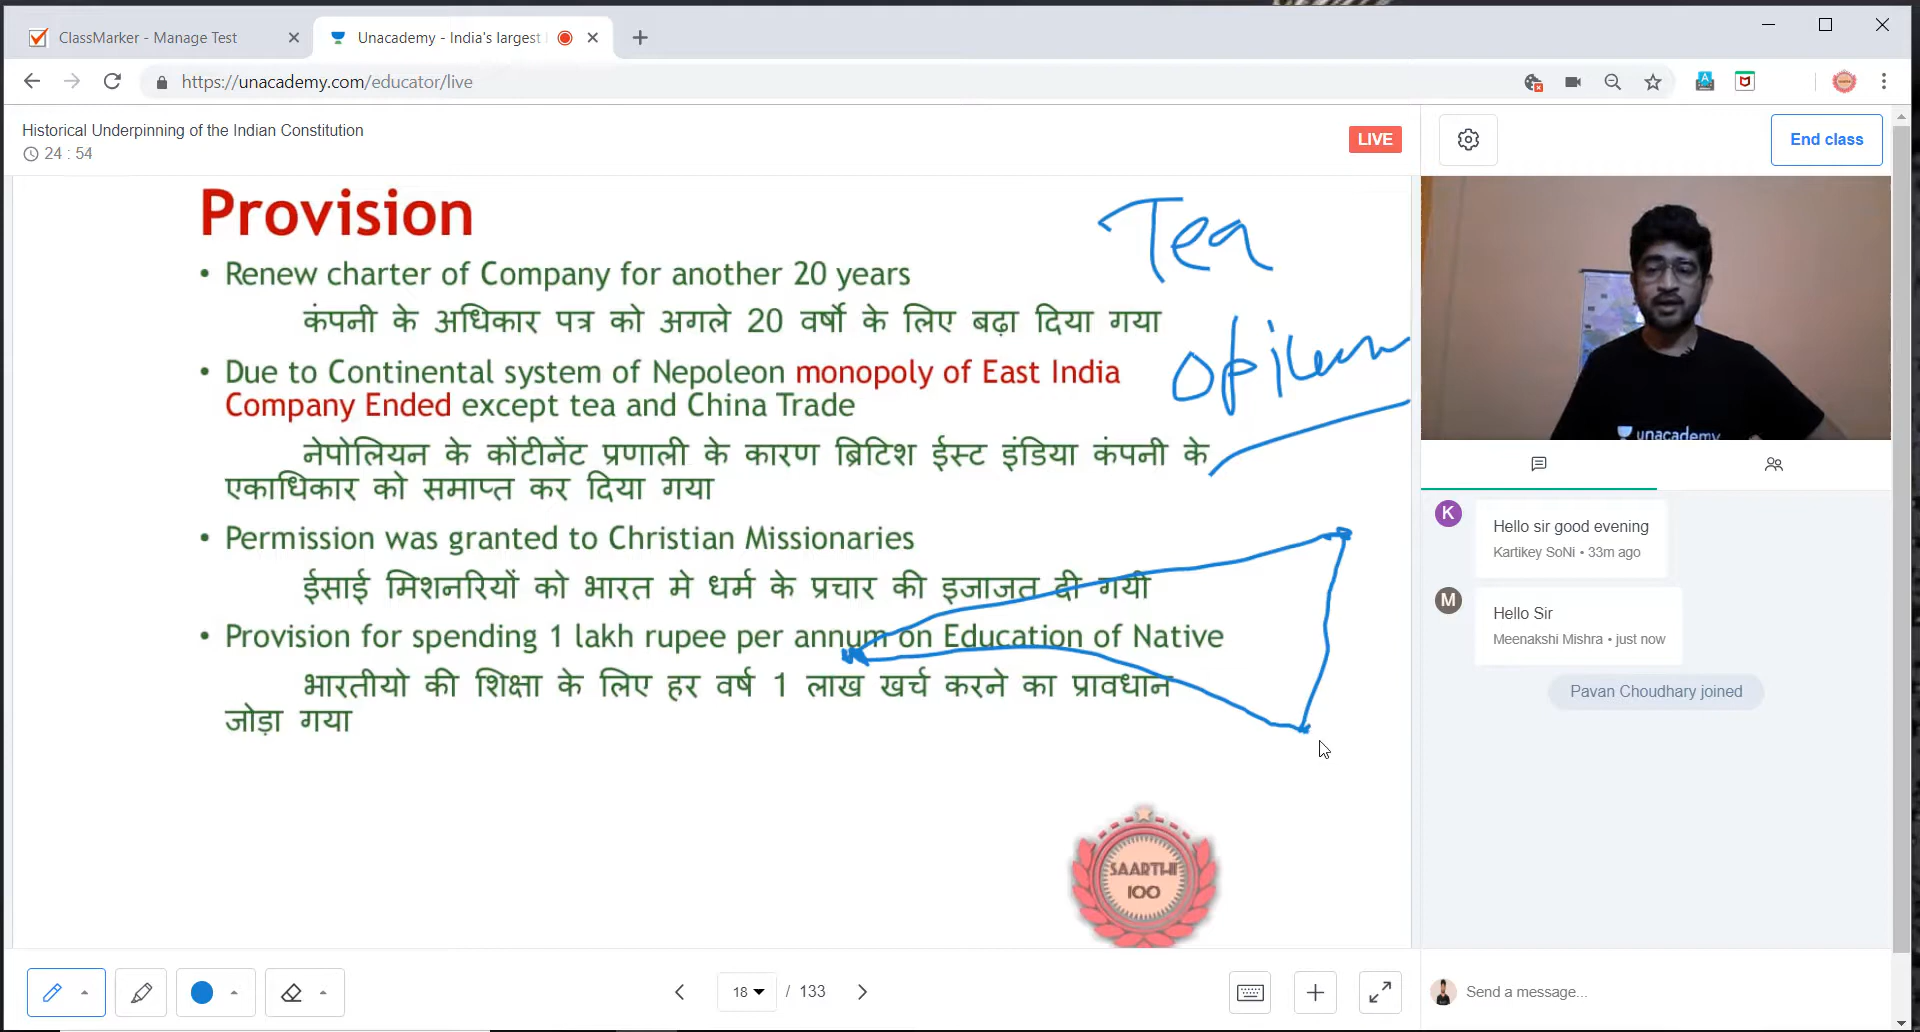 ClassMarker - Manage Test
Unacademy - India's largest
https://unacademy.com/educator/live
Historical Underpinning of the Indian Constitution
24 : 54
LIVE
End class
Provision
Tea
• Renew charter of Company for another 20 years
कंपनी के अधिकार पत्र को अगले 20 वर्षो के लिए बढ़ा दिया गया
• Due to Continental system of Nepoleon monopoly of East India
Company Ended except tea and China Trade
नेपोलियन के कोंटीनेंट प्रणाली के कारण ब्रिटिश ईस्ट इंडिया कंपनी के
एकाधिकार को समाप्त कर दिया गया
• Permission was granted to Christian Missionaries
ईसाई मिशनरियों को भारत मे धर्म के प्रचार की इजाजत दी गयी
• Provision for spending 1 lakh rupee per annum on Education of Native
भारतीयो की शिक्षा के लिए हर वर्ष 1 लाख खर्च करने का प्रावधान
जोड़ा गया
SAARTHI
100
unacademy
K
Hello sir good evening
Kartikey SoNi • 33m ago
M
Hello Sir
Meenakshi Mishra • just now
Pavan Choudhary joined
18 / 133
Send a message...